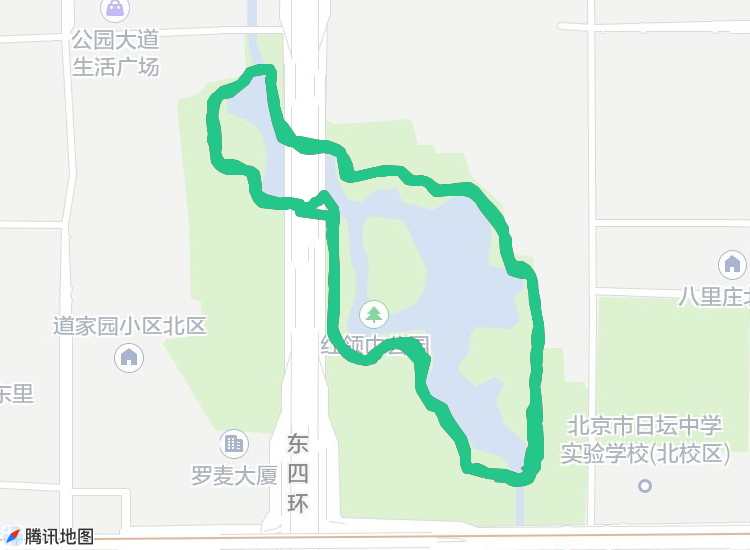 公园大道
生活广场
八里庄北
道家园小区北区
红领巾公园
东里
北京市日坛中学
实验学校(北校区)
东四环
罗麦大厦
腾讯地图